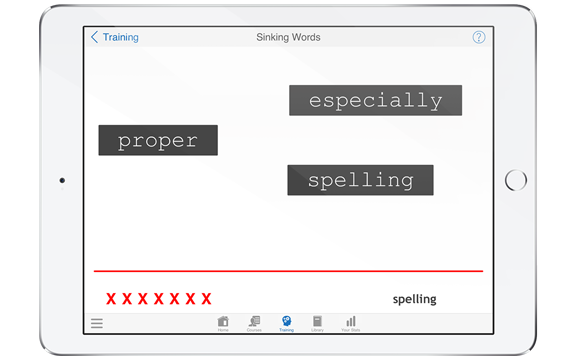 Training
Sinking Words
?
especially
proper
spelling
X X X X X X X
spelling
Home
Courses
Training
Library
Your Stats